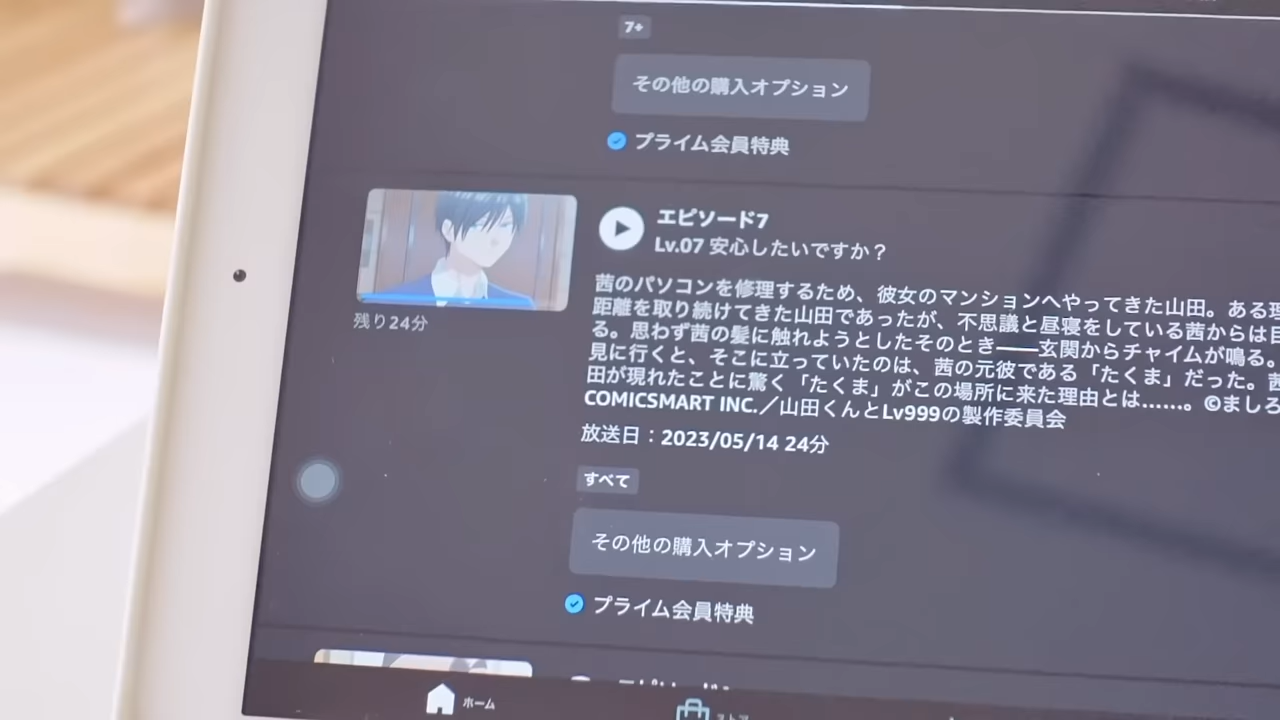 7+
その他の購入オプション
プライム会員特典
エピソード7
Lv.07 安心したいですか？
茜のパソコンを修理するため、彼女のマンションへやってきた山田。ある理
距離を取り続けてきた山田であったが、不思議と昼寝をしている茜からは目
る。思わず茜の髪に触れようとしたそのとき――玄関からチャイムが鳴る。
見に行くと、そこに立っていたのは、茜の元彼である「たくま」だった。茜
田が現れたことに驚く「たくま」がこの場所に来た理由とは……。©ましろ
COMICSMART INC.／山田くんとLv999の製作委員会
残り24分
放送日：2023/05/14 24分
すべて
その他の購入オプション
プライム会員特典
ホーム
ストア